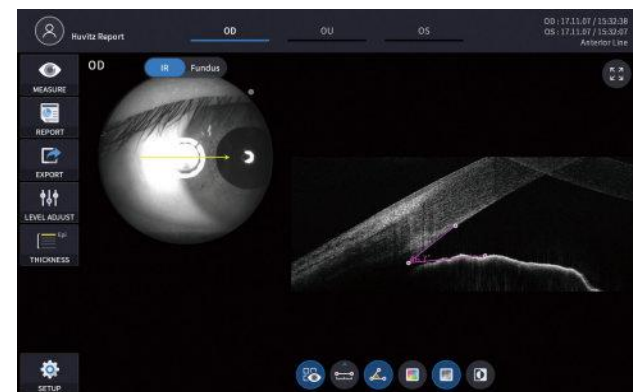 Huvitz Report
OD
OU
OS
OD : 17.11.07 / 15:32:38
OS : 17.11.07 / 15:32:07
Anterior Line
MEASURE
REPORT
EXPORT
LEVEL ADJUST
Epi
THICKNESS
SETUP
OD
IR
Fundus